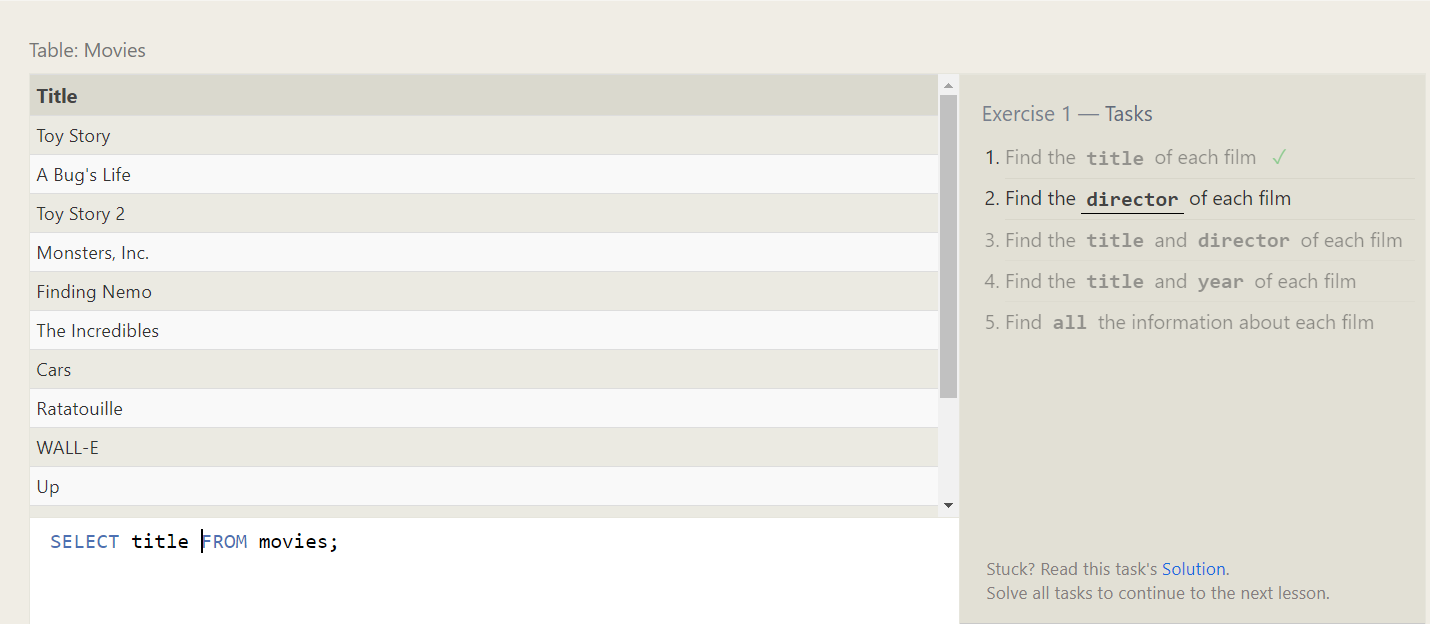 Table: Movies
Title
Toy Story
A Bug's Life
Toy Story 2
Monsters, Inc.
Finding Nemo
The Incredibles
Cars
Ratatouille
WALL-E
Up
SELECT title FROM movies;
Exercise 1 — Tasks
1. Find the title of each film ✓
2. Find the director of each film
3. Find the title and director of each film
4. Find the title and year of each film
5. Find all the information about each film
Stuck? Read this task's Solution.
Solve all tasks to continue to the next lesson.